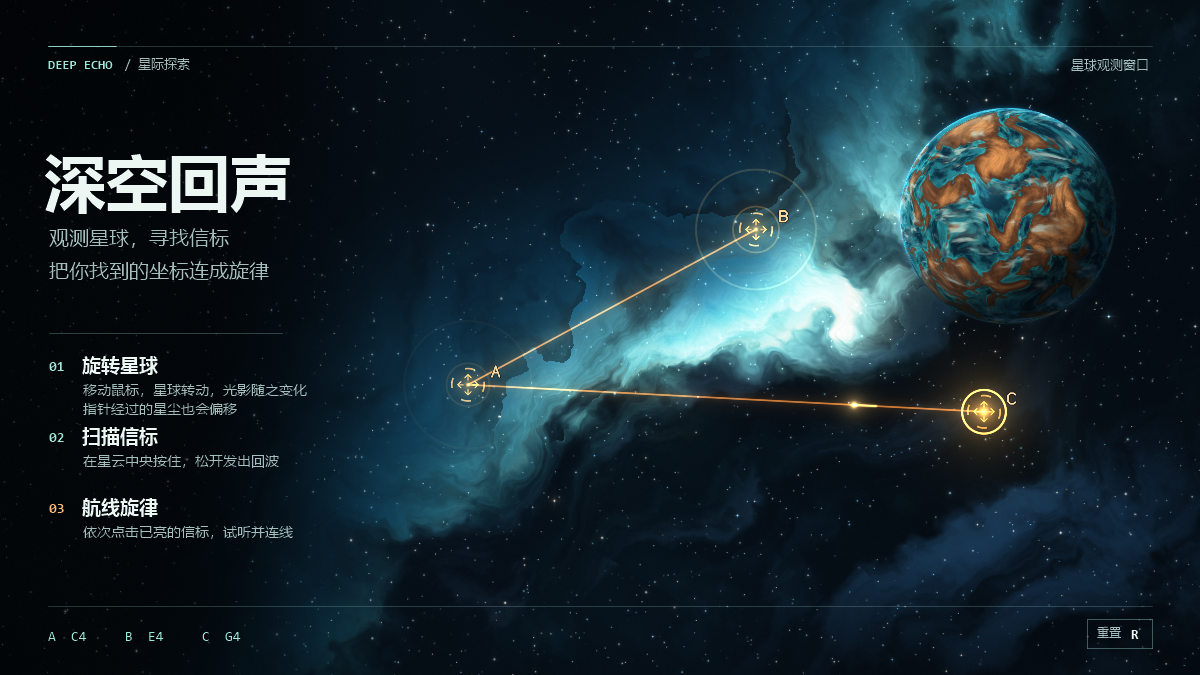 DEEP ECHO / 星际探索
星球观测窗口
深空回声
观测星球，寻找信标
把你找到的坐标连成旋律
01 旋转星球
移动鼠标，星球转动，光影随之变化
指针经过的星尘也会偏移
02 扫描信标
在星云中央按住，松开发出回波
03 航线旋律
依次点击已亮的信标，试听并连线
B
A
C
A C4 B E4 C G4
重置 R